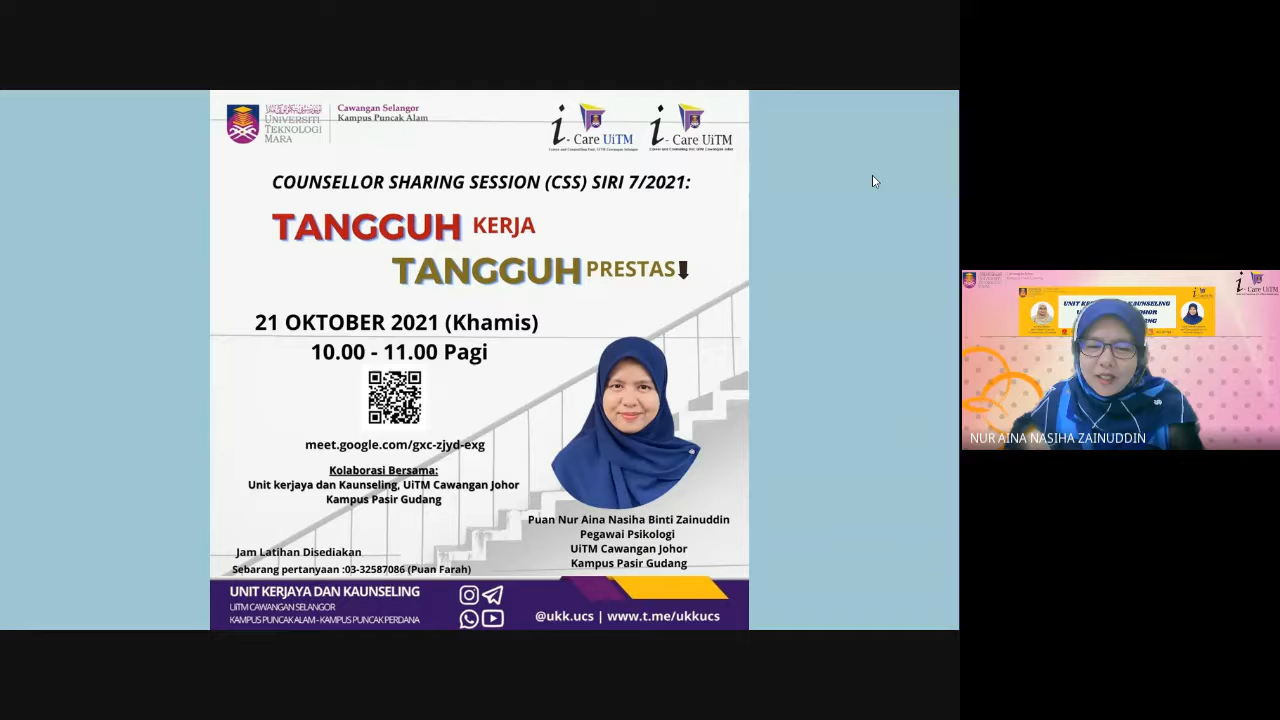 UNIVERSITI
TEKNOLOGI
MARA
Cawangan Selangor
Kampus Puncak Alam
i - Care UiTM
i - Care UiTM
COUNSELLOR SHARING SESSION (CSS) SIRI 7/2021:
TANGGUH KERJA
TANGGUH PRESTAS
21 OKTOBER 2021 (Khamis)
10.00 - 11.00 Pagi
meet.google.com/gxc-zjyd-exg
Kolaborasi Bersama:
Unit kerjaya dan Kaunseling, UiTM Cawangan Johor
Kampus Pasir Gudang
Puan Nur Aina Nasiha Binti Zainuddin
Pegawai Psikologi
UiTM Cawangan Johor
Kampus Pasir Gudang
Jam Latihan Disediakan
Sebarang pertanyaan :03-32587086 (Puan Farah)
UNIT KERJAYA DAN KAUNSELING
UITM CAWANGAN SELANGOR
KAMPUS PUNCAK ALAM - KAMPUS PUNCAK PERDANA
@ukk.ucs | www.t.me/ukkucs
i - Care UiTM
NUR AINA NASIHA ZAINUDDIN